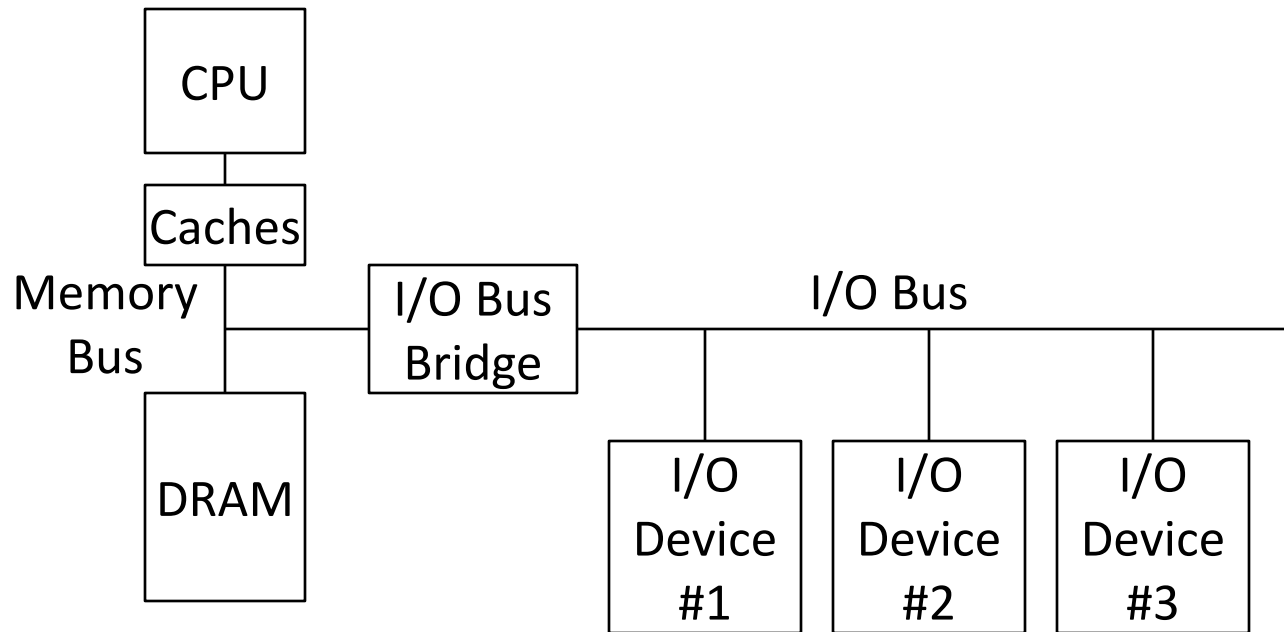 CPU
Caches
Memory
Bus
I/O Bus
Bridge
I/O Bus
DRAM
I/O
Device
#1
I/O
Device
#2
I/O
Device
#3